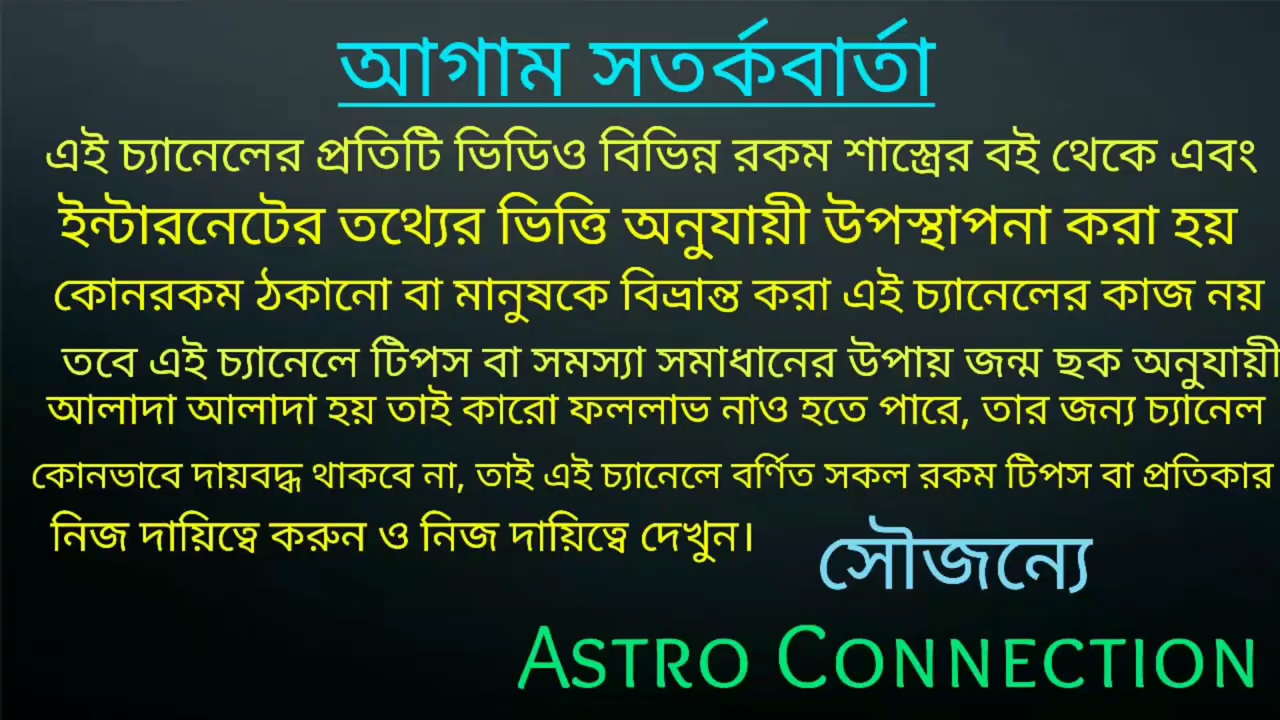 আগাম সতর্কবার্তা
এই চ্যানেলের প্রতিটি ভিডিও বিভিন্ন রকম শাস্ত্রের বই থেকে এবং
ইন্টারনেটের তথ্যের ভিত্তি অনুযায়ী উপস্থাপনা করা হয়
কোনরকম ঠকানো বা মানুষকে বিভ্রান্ত করা এই চ্যানেলের কাজ নয়
তবে এই চ্যানেলে টিপস বা সমস্যা সমাধানের উপায় জন্ম ছক অনুযায়ী
আলাদা আলাদা হয় তাই কারো ফললাভ নাও হতে পারে, তার জন্য চ্যানেল
কোনভাবে দায়বদ্ধ থাকবে না, তাই এই চ্যানেলে বর্ণিত সকল রকম টিপস বা প্রতিকার
নিজ দায়িত্বে করুন ও নিজ দায়িত্বে দেখুন।
সৌজন্যে
Astro Connection